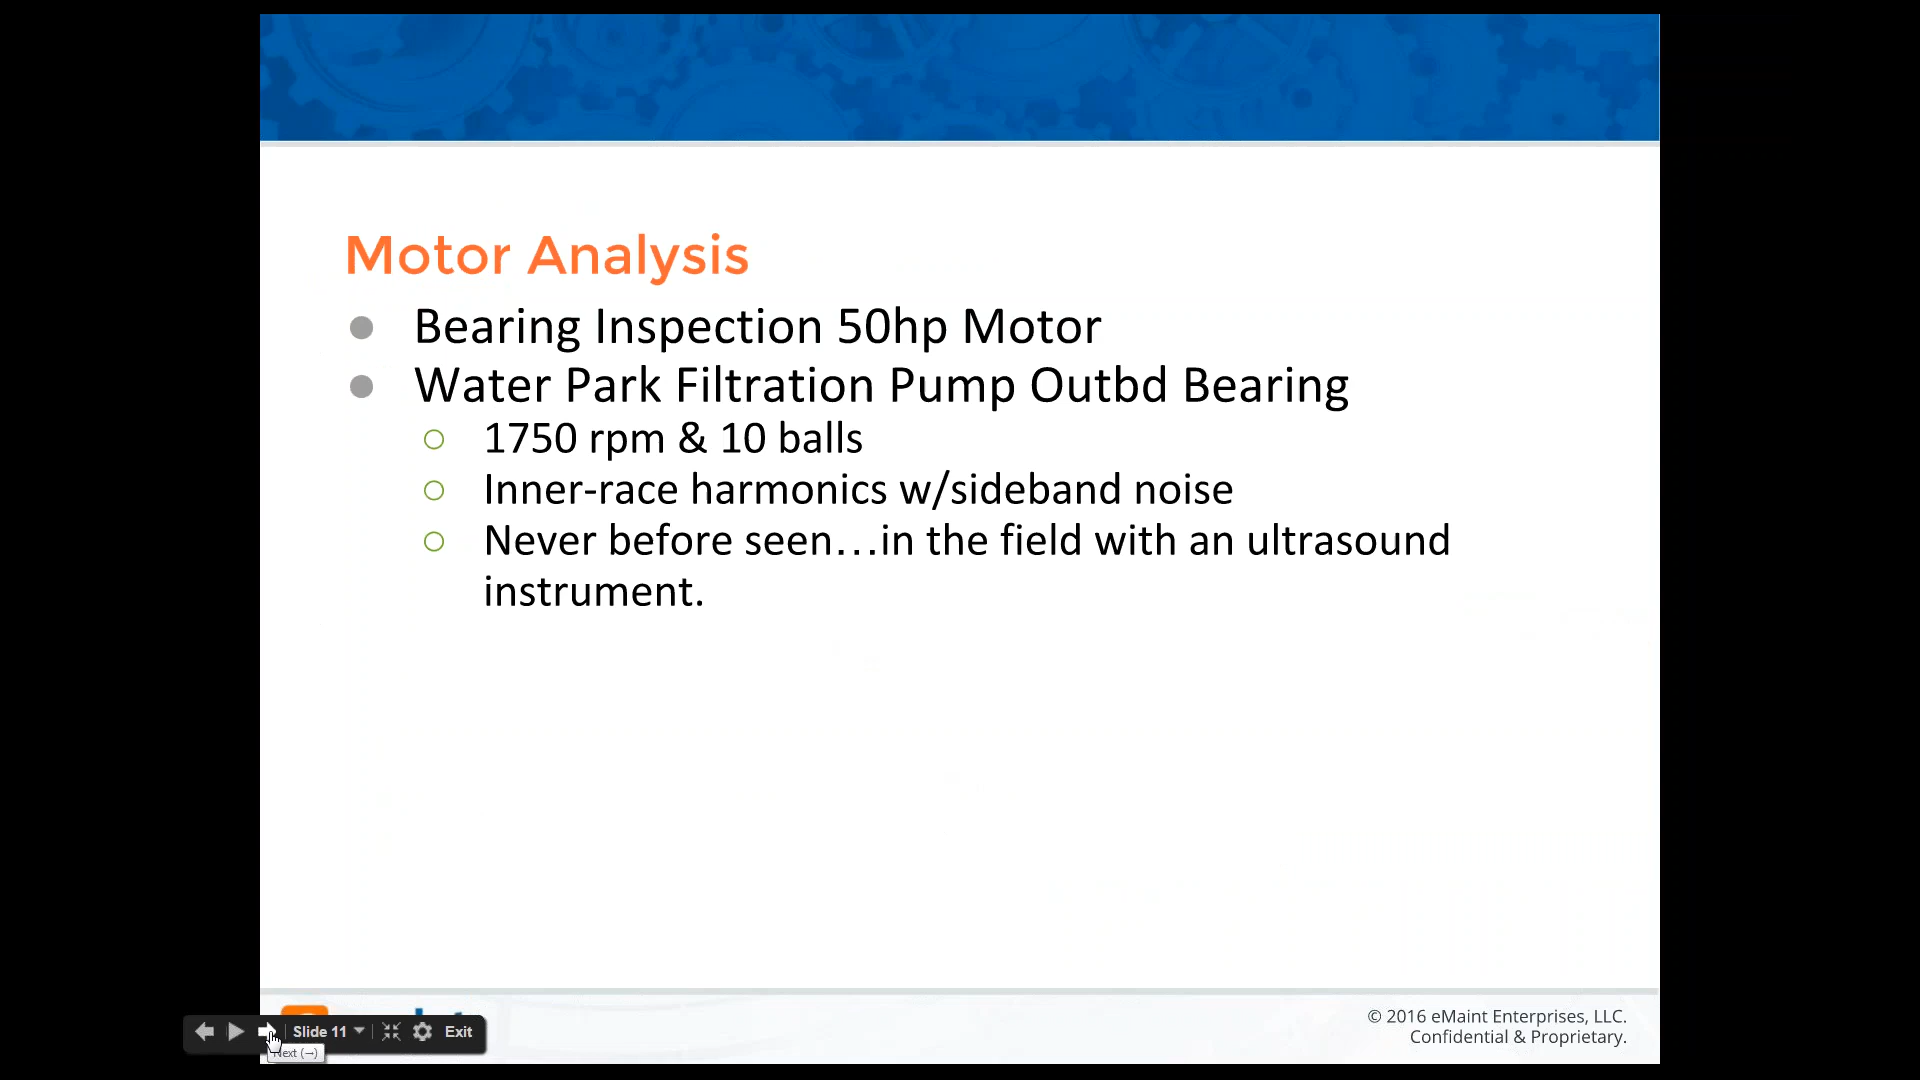 Motor Analysis
Bearing Inspection 50hp Motor
Water Park Filtration Pump Outbd Bearing
1750 rpm & 10 balls
Inner-race harmonics w/sideband noise
Never before seen…in the field with an ultrasound
instrument.
© 2016 eMaint Enterprises, LLC.
Confidential & Proprietary.
Slide 11
Exit
Next (→)